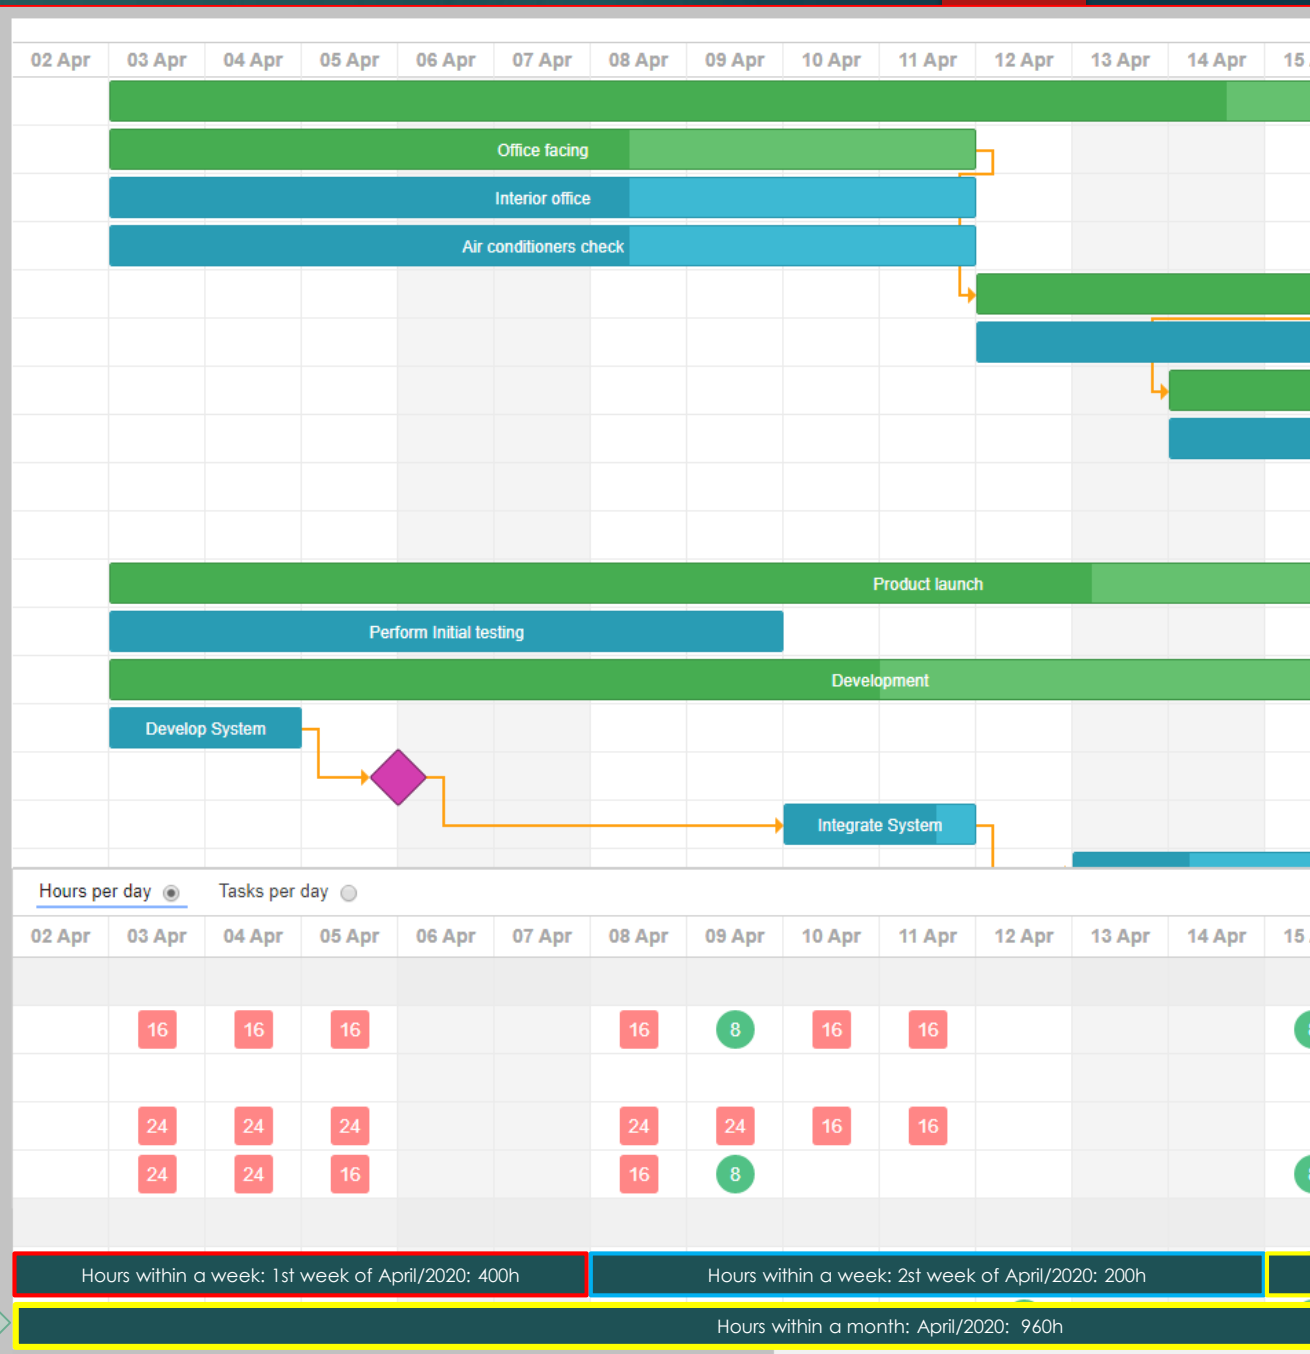 02 Apr 03 Apr 04 Apr 05 Apr 06 Apr 07 Apr 08 Apr 09 Apr 10 Apr 11 Apr 12 Apr 13 Apr 14 Apr 15
Office facing
Interior office
Air conditioners check
Product launch
Perform Initial testing
Development
Develop System
Integrate System
Hours per day Tasks per day
02 Apr 03 Apr 04 Apr 05 Apr 06 Apr 07 Apr 08 Apr 09 Apr 10 Apr 11 Apr 12 Apr 13 Apr 14 Apr 15
16 16 16 16 8 16 16
24 24 24 24 24 16 16
24 24 16 16 8
Hours within a week: 1st week of April/2020: 400h Hours within a week: 2st week of April/2020: 200h
Hours within a month: April/2020: 960h